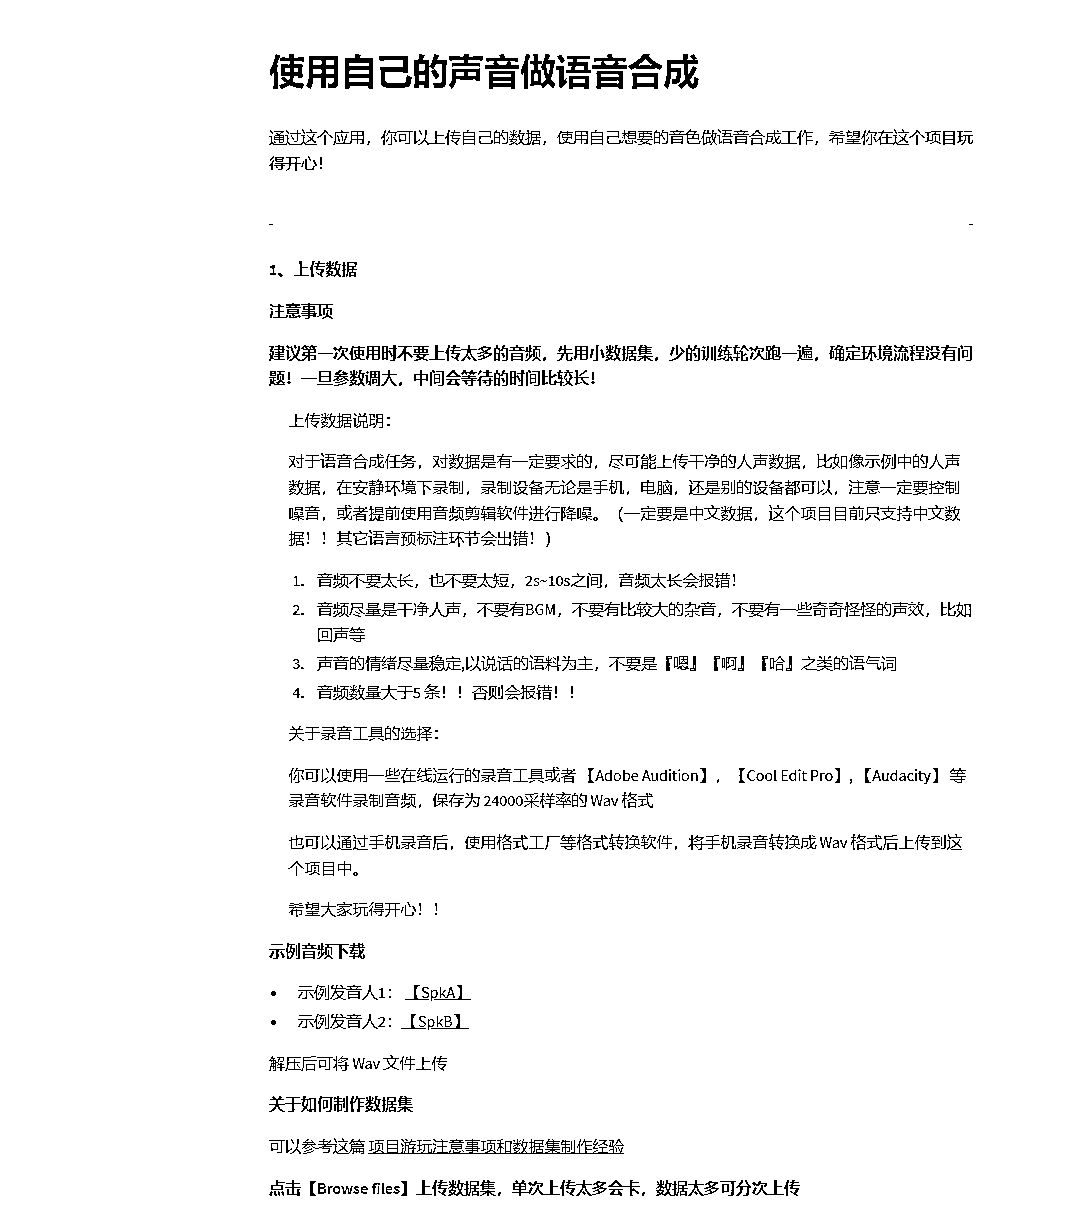 使用自己的声音做语音合成
通过这个应用，你可以上传自己的数据，使用自己想要的音色做语音合成工作，希望你在这个项目玩
得开心！
1、上传数据
注意事项
建议第一次使用时不要上传太多的音频，先用小数据集，少的训练轮次跑一遍，确定环境流程没有问
题！一旦参数调大，中间会等待的时间比较长！
上传数据说明：
对于语音合成任务，对数据是有一定要求的，尽可能上传干净的人声数据，比如像示例中的人声
数据，在安静环境下录制，录制设备无论是手机，电脑，还是别的设备都可以，注意一定要控制
噪音，或者提前使用音频剪辑软件进行降噪。（一定要是中文数据，这个项目目前只支持中文数
据！！其它语言预标注环节会出错！)
1. 音频不要太长，也不要太短，2s~10s之间，音频太长会报错！
2. 音频尽量是干净人声，不要有BGM，不要有比较大的杂音，不要有一些奇奇怪怪的声效，比如
回声等
3. 声音的情绪尽量稳定,以说话的语料为主，不要是『嗯』『啊』『哈』之类的语气词
4. 音频数量大于5 条！！否则会报错！！
关于录音工具的选择：
你可以使用一些在线运行的录音工具或者【Adobe Audition】，【Cool Edit Pro】,【Audacity】等
录音软件录制音频，保存为 24000采样率的 Wav 格式
也可以通过手机录音后，使用格式工厂等格式转换软件，将手机录音转换成 Wav 格式后上传到这
个项目中。
希望大家玩得开心！！
示例音频下载
• 示例发音人1：【SpkA】
• 示例发音人2：【SpkB】
解压后可将 Wav 文件上传
关于如何制作数据集
可以参考这篇 项目游玩注意事项和数据集制作经验
点击【Browse files】上传数据集，单次上传太多会卡，数据太多可分次上传